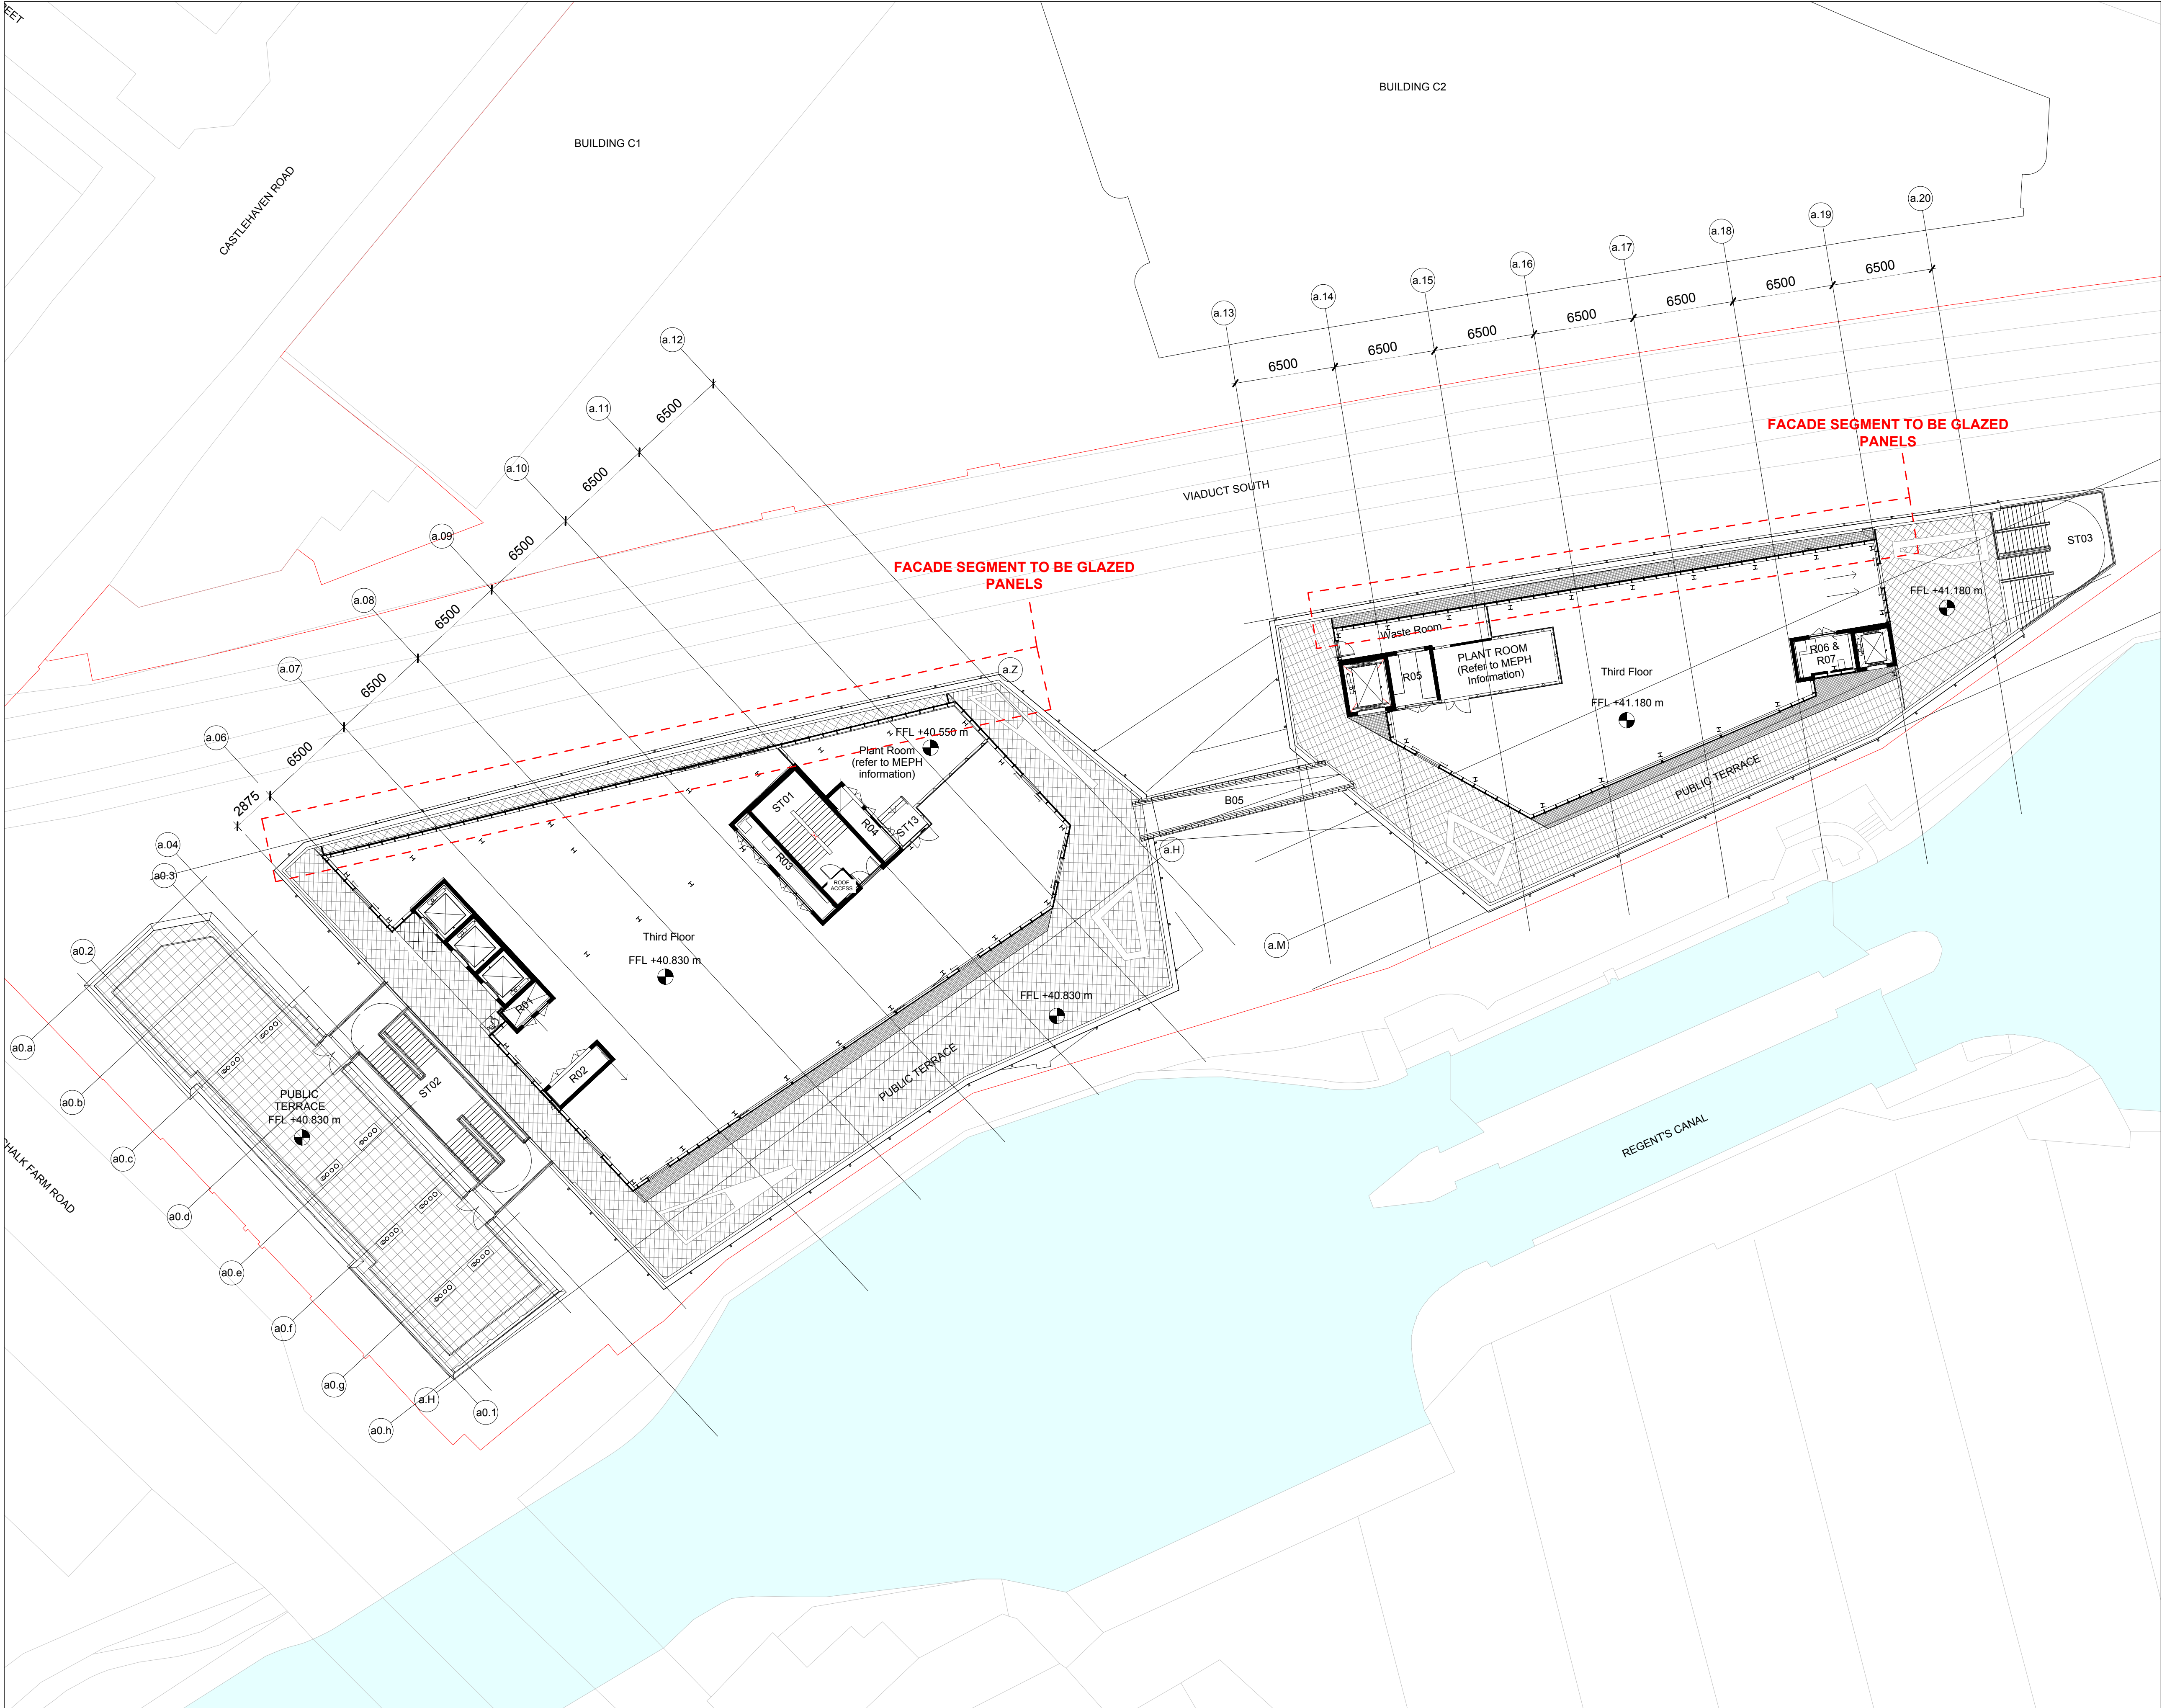 REET
BUILDING C2
BUILDING C1
CASTLEHAVEN ROAD
a.20
a.19
a.18
a.17
a.16
a.15
a.14
a.13
6500
6500
6500
6500
6500
6500
6500
a.12
a.11
a.10
a.09
a.08
a.07
a.06
6500
6500
6500
6500
6500
6500
2875
a.04
a0.3
a0.2
FACADE SEGMENT TO BE GLAZED
PANELS
VIADUCT SOUTH
FACADE SEGMENT TO BE GLAZED
PANELS
ST03
FFL +41.180 m
R06 &
R07
Third Floor
FFL +41.180 m
Waste Room
PLANT ROOM
(Refer to MEPH
Information)
R05
PUBLIC TERRACE
B05
a.Z
a.H
a.M
FFL +40.550 m
Plant Room
(refer to MEPH
information)
ST01
R04
ST13
R03
ROOF
ACCESS
Third Floor
FFL +40.830 m
FFL +40.830 m
PUBLIC TERRACE
R01
R02
ST02
PUBLIC
TERRACE
FFL +40.830 m
a0.a
a0.b
a0.c
a0.d
a0.e
a0.f
a0.g
a0.h
a.H
a0.1
CHALK FARM ROAD
REGENT'S CANAL